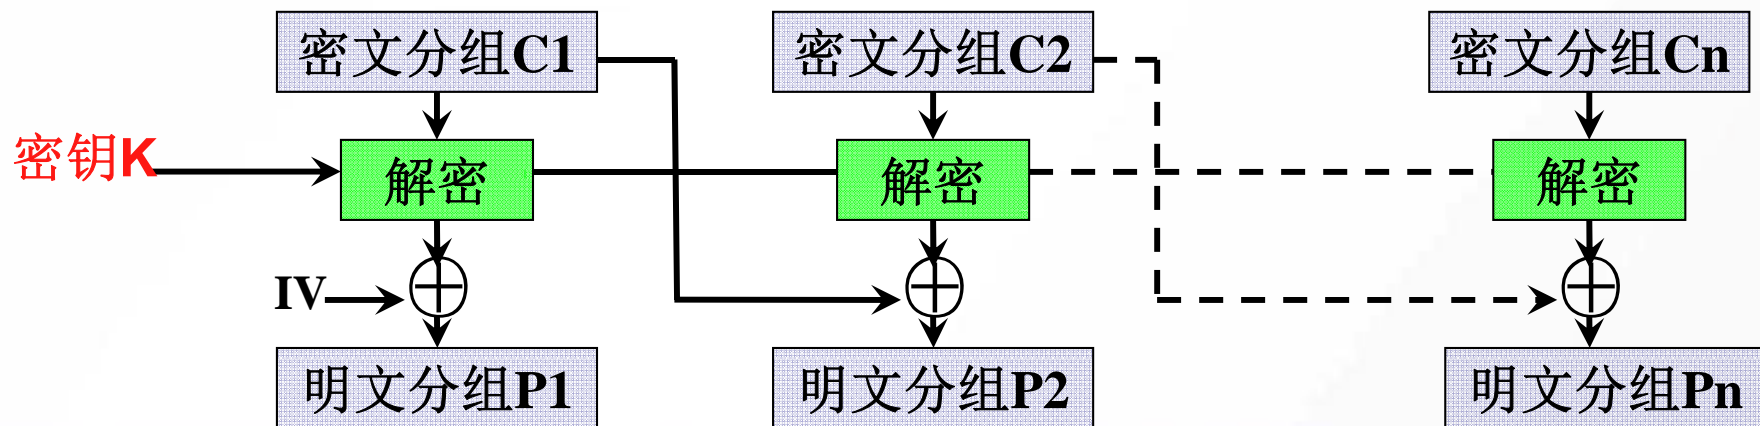 密文分组C1 密文分组C2 密文分组Cn
密钥K 解密 解密 解密
IV
明文分组P1 明文分组P2 明文分组Pn